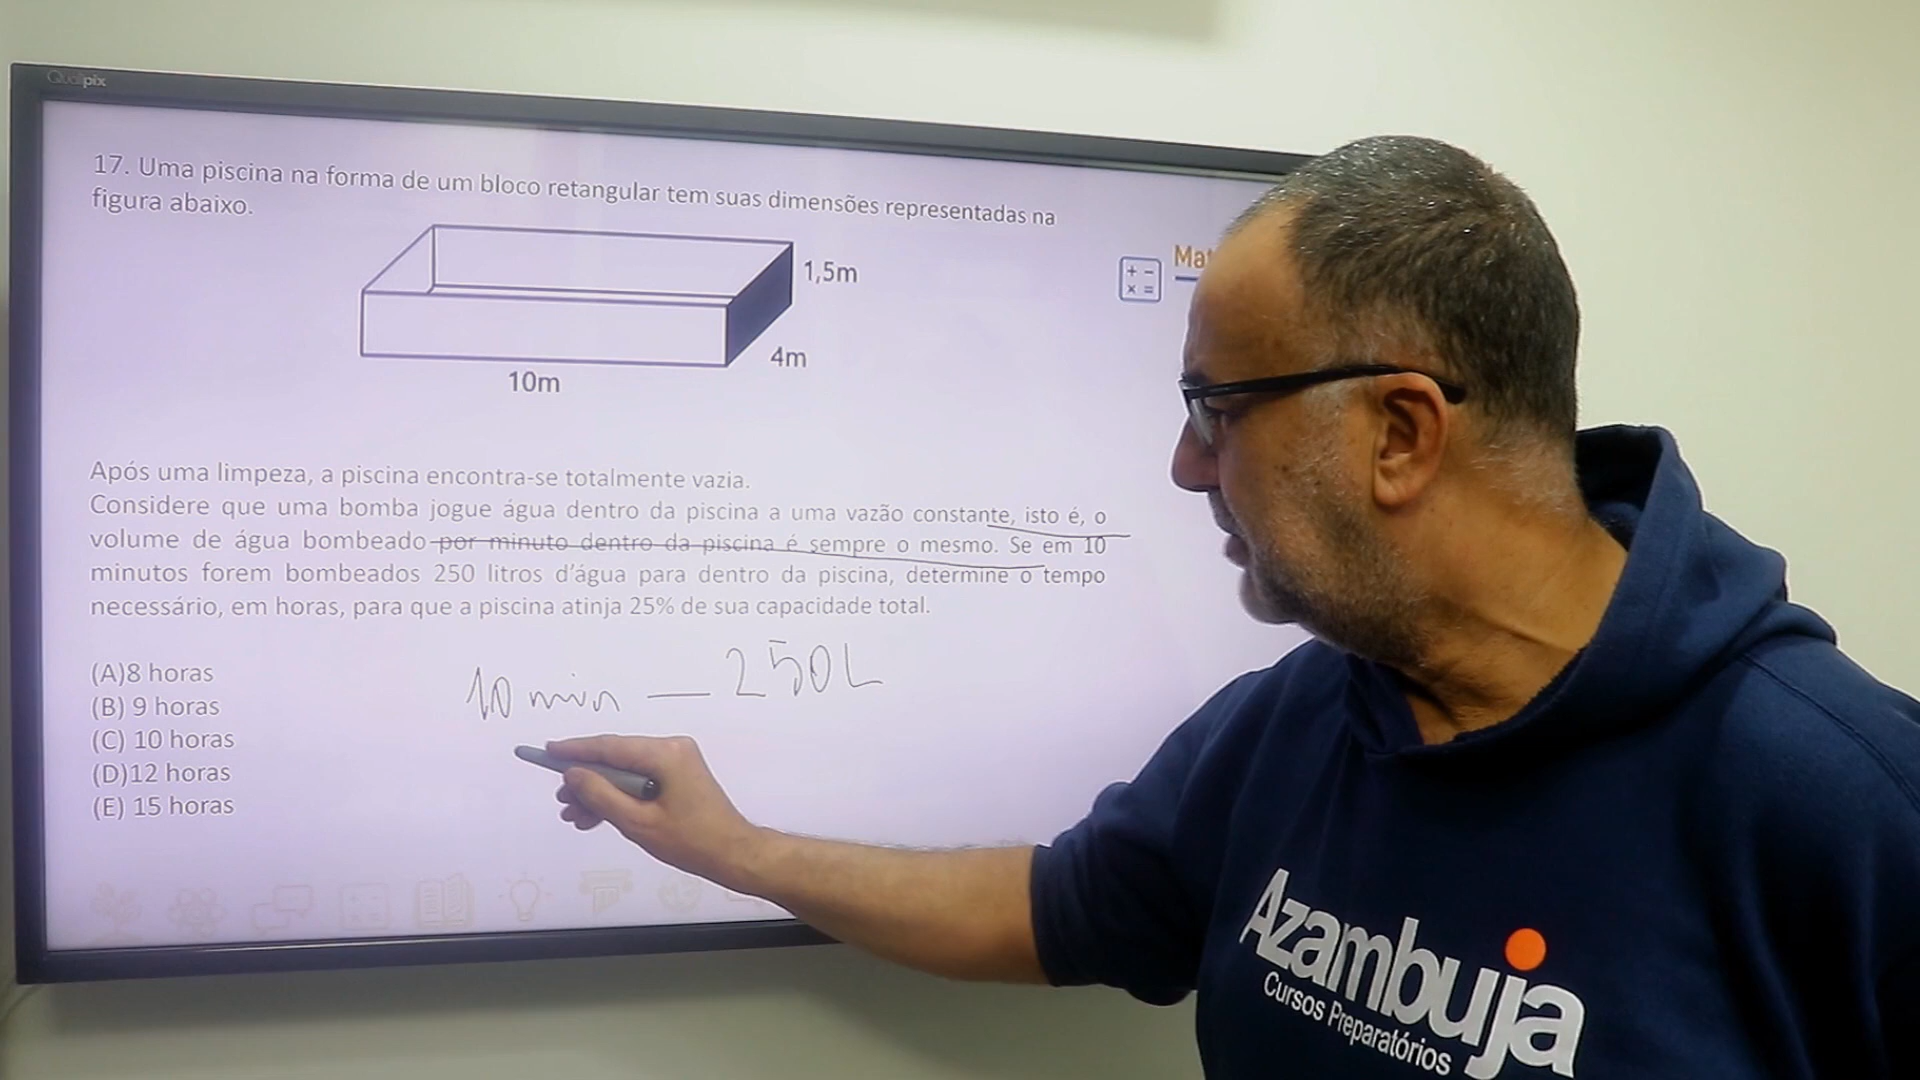 Qualipix
17. Uma piscina na forma de um bloco retangular tem suas dimensões representadas na
figura abaixo.
1,5m
4m
10m
Mat
+ -
x =
Após uma limpeza, a piscina encontra-se totalmente vazia.
Considere que uma bomba jogue água dentro da piscina a uma vazão constante, isto é, o
volume de água bombeado por minuto dentro da piscina é sempre o mesmo. Se em 10
minutos forem bombeados 250 litros d'água para dentro da piscina, determine o tempo
necessário, em horas, para que a piscina atinja 25% de sua capacidade total.
(A)8 horas
(B) 9 horas
(C) 10 horas
(D)12 horas
(E) 15 horas
10 min — 250L
Azambuja
Cursos Preparatórios